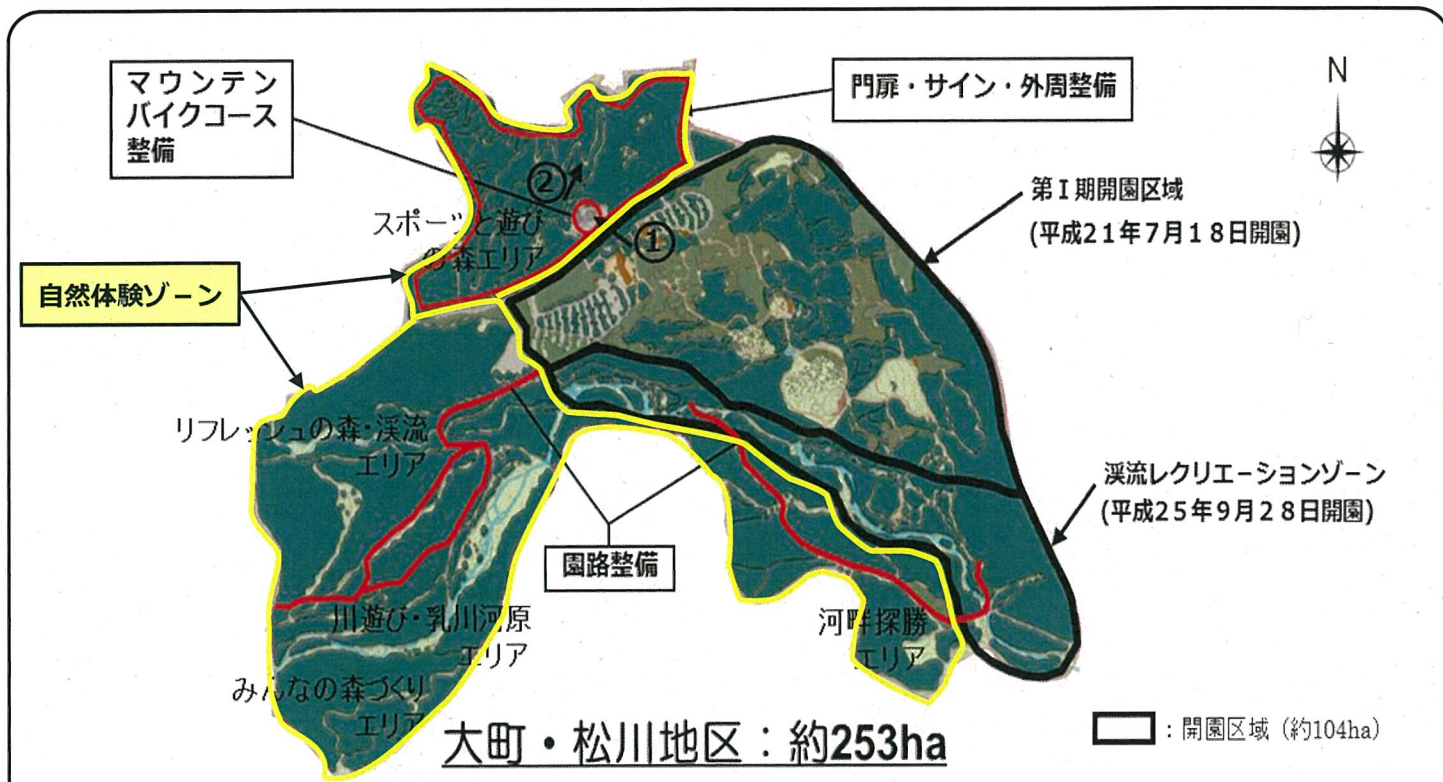 マウンテン
バイクコース
整備
門扉・サイン・外周整備
N
第Ⅰ期開園区域
(平成21年7月18日開園)
②
①
スポーツと遊び
の森エリア
自然体験ゾーン
リフレッシュの森・渓流
エリア
渓流レクリエーションゾーン
(平成25年9月28日開園)
園路整備
川遊び・乳川河原
エリア
河畔探勝
エリア
みんなの森づくり
エリア
大町・松川地区：約253ha
：開園区域（約104ha）